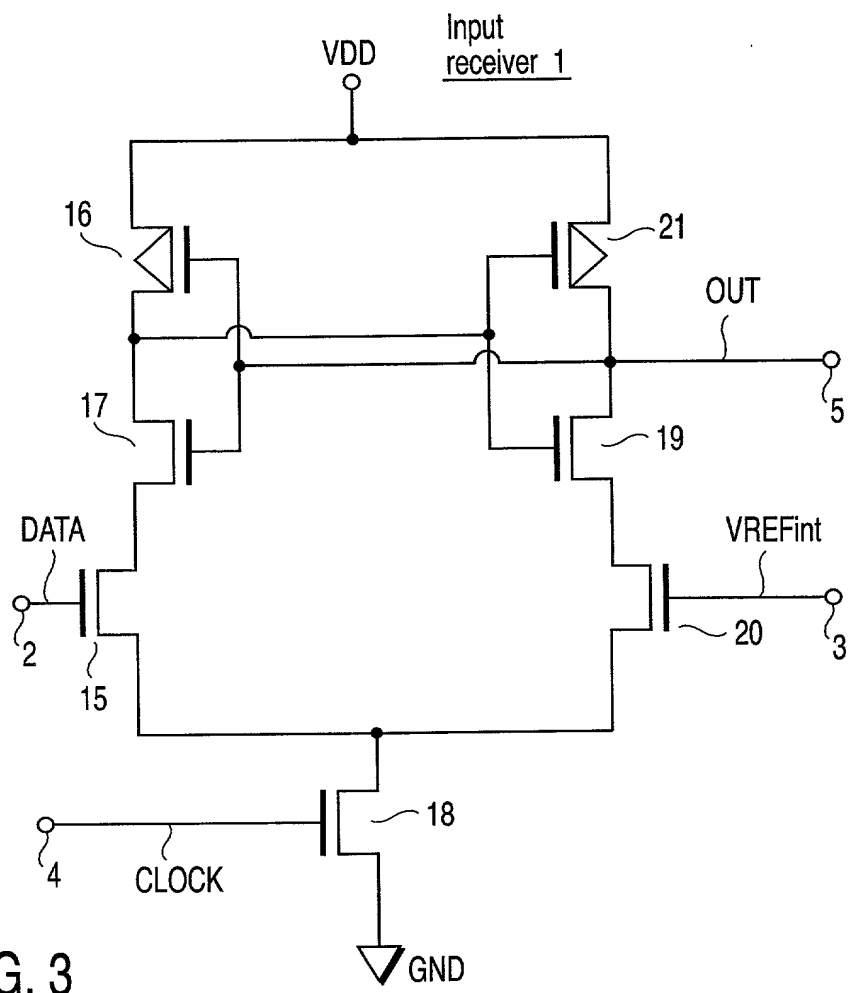 Input
receiver 1
VDD
16
21
OUT
5
17
19
DATA
VREFint
2
15
20
3
18
4
CLOCK
GND
G. 3